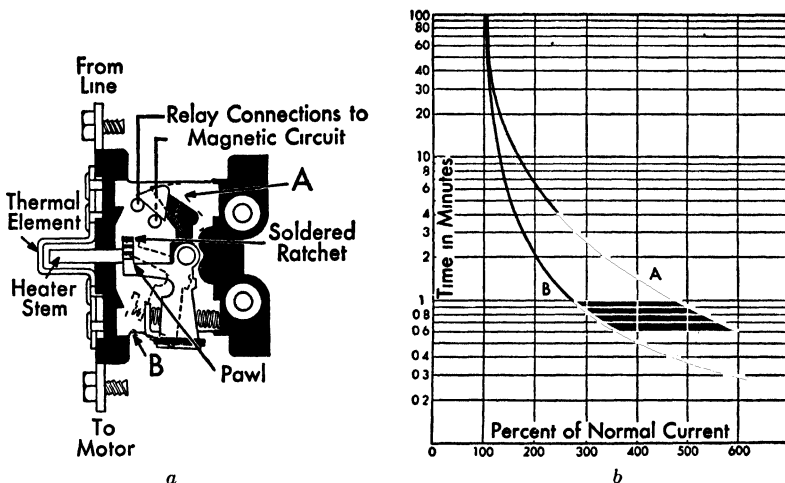 From
Line
Relay Connections to
Magnetic Circuit
A
Thermal
Element
Soldered
Ratchet
Heater
Stem
B
Pawl
To
Motor
a
100
80
60
40
30
20
10
8
6
4
3
2
1
0 8
0 6
0 4
0 3
0 2
Time in Minutes
A
B
Percent of Normal Current
0 100 200 300 400 500 600
b